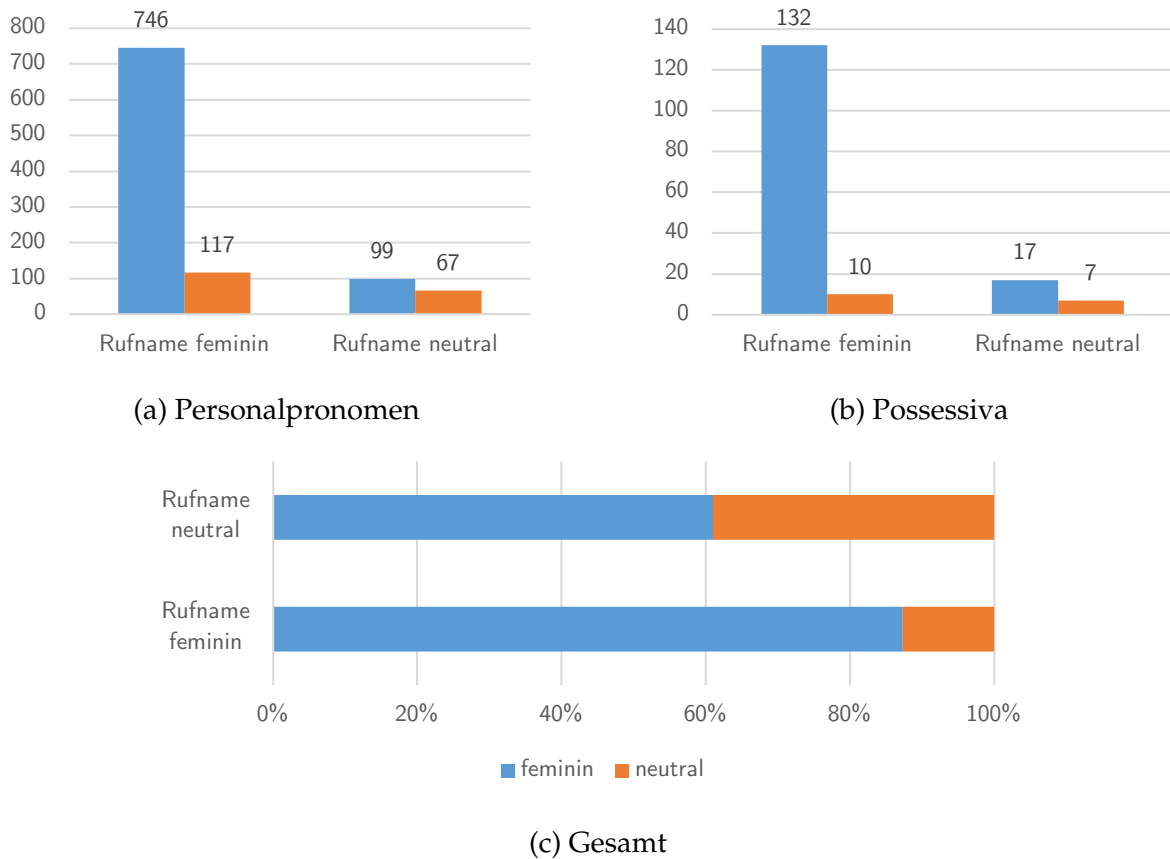 800
700
600
500
400
300
200
100
0
746
117
99
67
Rufname feminin
Rufname neutral
(a) Personalpronomen
140
120
100
80
60
40
20
0
132
10
17
7
Rufname feminin
Rufname neutral
(b) Possessiva
Rufname
neutral
Rufname
feminin
0%
20%
40%
60%
80%
100%
feminin
neutral
(c) Gesamt